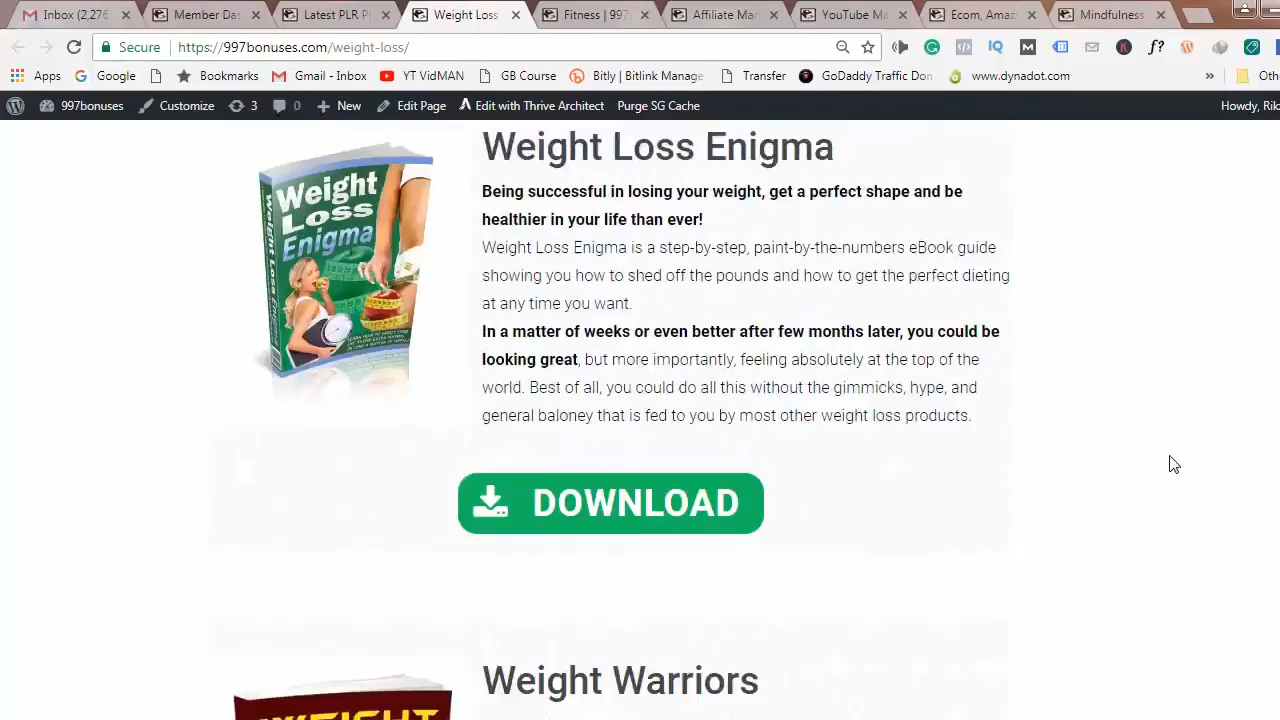 Inbox (2,276
Member Da
Latest PLR P
Weight Loss
Fitness | 997
Affiliate Mar
YouTube Ma
Ecom, Amaz
Mindfulness
Secure https://997bonuses.com/weight-loss/
Apps Google Bookmarks Gmail - Inbox YT VidMAN GB Course Bitly | Bitlink Manage Transfer GoDaddy Traffic Don www.dynadot.com » Oth
997bonuses Customize 3 0 New Edit Page Edit with Thrive Architect Purge SG Cache Howdy, Rik
Weight Loss Enigma
Being successful in losing your weight, get a perfect shape and be
healthier in your life than ever!
Weight Loss Enigma is a step-by-step, paint-by-the-numbers eBook guide
showing you how to shed off the pounds and how to get the perfect dieting
at any time you want.
In a matter of weeks or even better after few months later, you could be
looking great, but more importantly, feeling absolutely at the top of the
world. Best of all, you could do all this without the gimmicks, hype, and
general baloney that is fed to you by most other weight loss products.
Weight
Loss
Enigma
Weight Loss Enigma
DOWNLOAD
Weight Warriors
WEIGHT